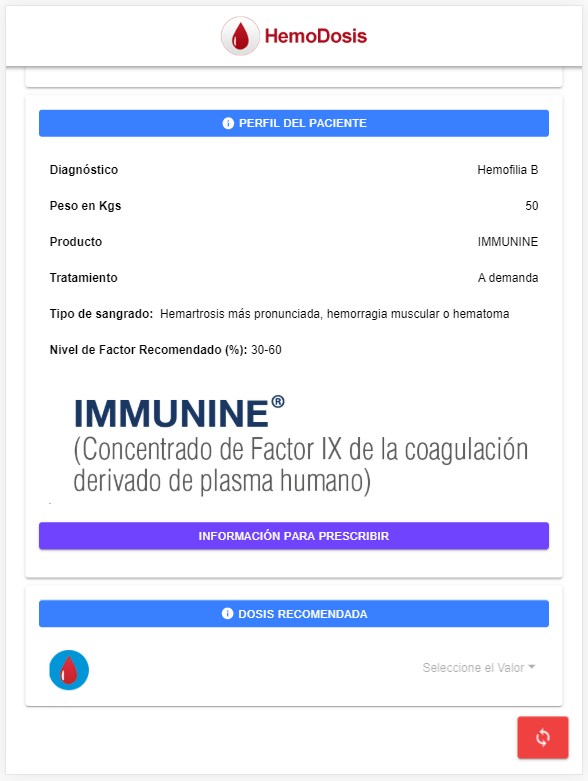 HemoDosis
PERFIL DEL PACIENTE
Diagnóstico Hemofilia B
Peso en Kgs 50
Producto IMMUNINE
Tratamiento A demanda
Tipo de sangrado: Hemartrosis más pronunciada, hemorragia muscular o hematoma
Nivel de Factor Recomendado (%): 30-60
IMMUNINE®
(Concentrado de Factor IX de la coagulación
derivado de plasma humano)
INFORMACIÓN PARA PRESCRIBIR
DOSIS RECOMENDADA
Seleccione el Valor